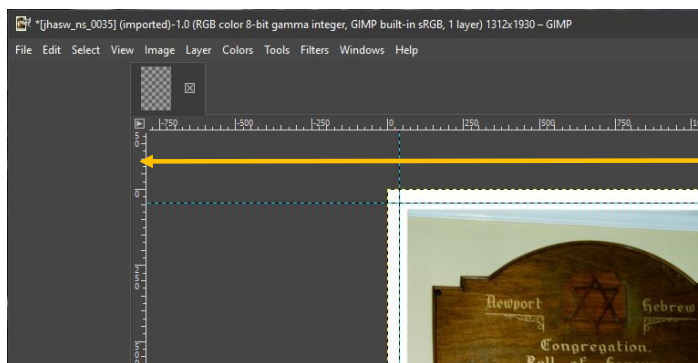 *[jhasw_ns_0035] (imported)-1.0 (RGB color 8-bit gamma integer, GIMP built-in sRGB, 1 layer) 1312x1930 – GIMP
File Edit Select View Image Layer Colors Tools Filters Windows Help
-750 -500 -250 0 250 500 750
0
250
Newport Hebrew
Congregation.